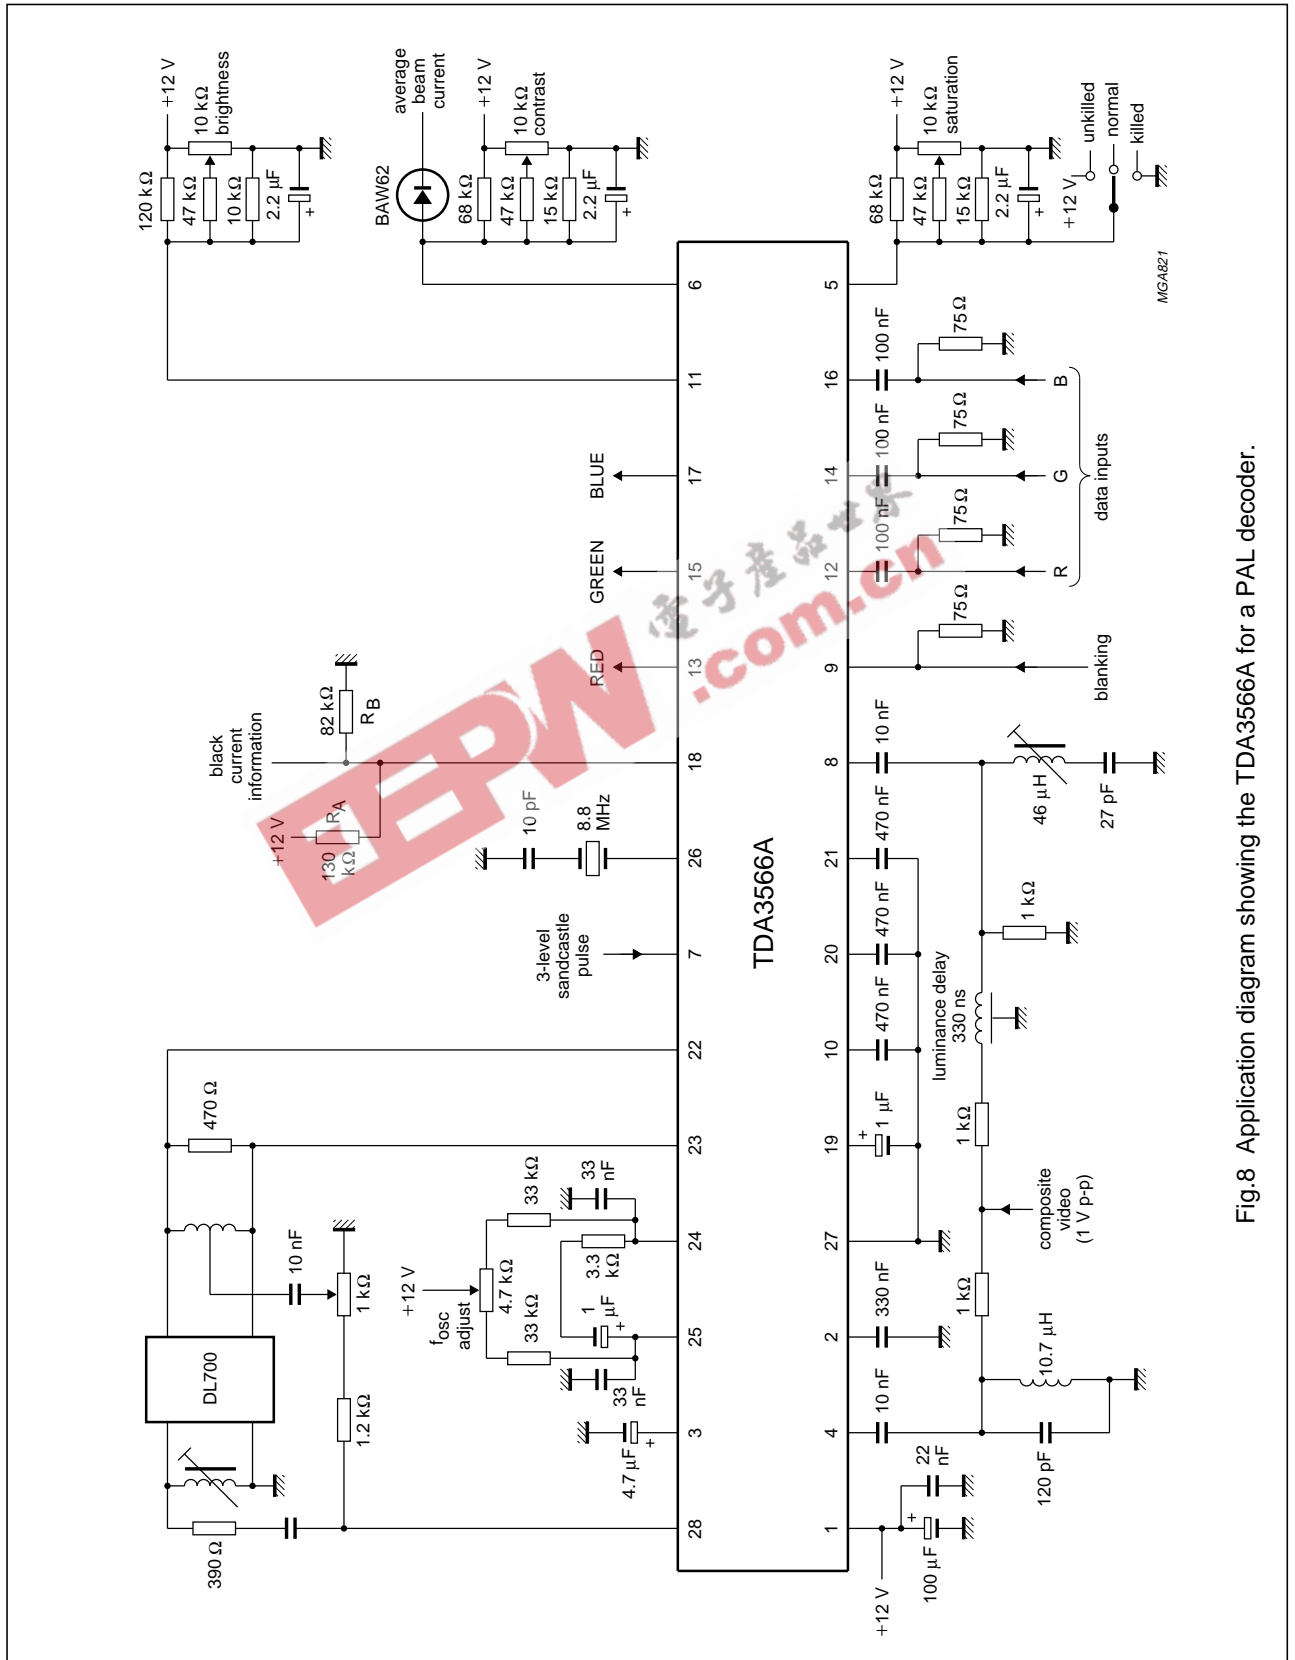 +12 V
10 kΩ
brightness
120 kΩ
47 kΩ
10 kΩ
2.2 µF
+
average
beam
current
BAW62
+12 V
10 kΩ
contrast
68 kΩ
47 kΩ
15 kΩ
2.2 µF
+
+12 V
10 kΩ
saturation
68 kΩ
47 kΩ
15 kΩ
2.2 µF
+
+12 V
unkilled
normal
killed
MGA821
6
11
17
15
13
18
26
7
22
23
24
25
3
28
5
16
14
12
9
8
21
20
10
19
27
2
4
1
TDA3566A
BLUE
GREEN
RED
black
current
information
82 kΩ
RB
+12 V
130
kΩ
RA
10 pF
8.8
MHz
3-level
sandcastle
pulse
470 Ω
10 nF
1 kΩ
DL700
1.2 kΩ
390 Ω
+12 V
fosc
adjust
4.7 kΩ
33 kΩ
33 kΩ
33
nF
3.3
kΩ
1
µF
+
33
nF
4.7 µF
+
100 nF
75 Ω
B
100 nF
75 Ω
G
100 nF
75 Ω
R
data inputs
75 Ω
blanking
10 nF
46 µH
27 pF
470 nF
470 nF
470 nF
1 kΩ
luminance delay
330 ns
+
1 µF
1 kΩ
composite
video
(1 V p-p)
1 kΩ
330 nF
10.7 µH
10 nF
120 pF
22
nF
+
100 µF
+12 V
EEPW
.com.cn
電子產品世界
Fig.8 Application diagram showing the TDA3566A for a PAL decoder.